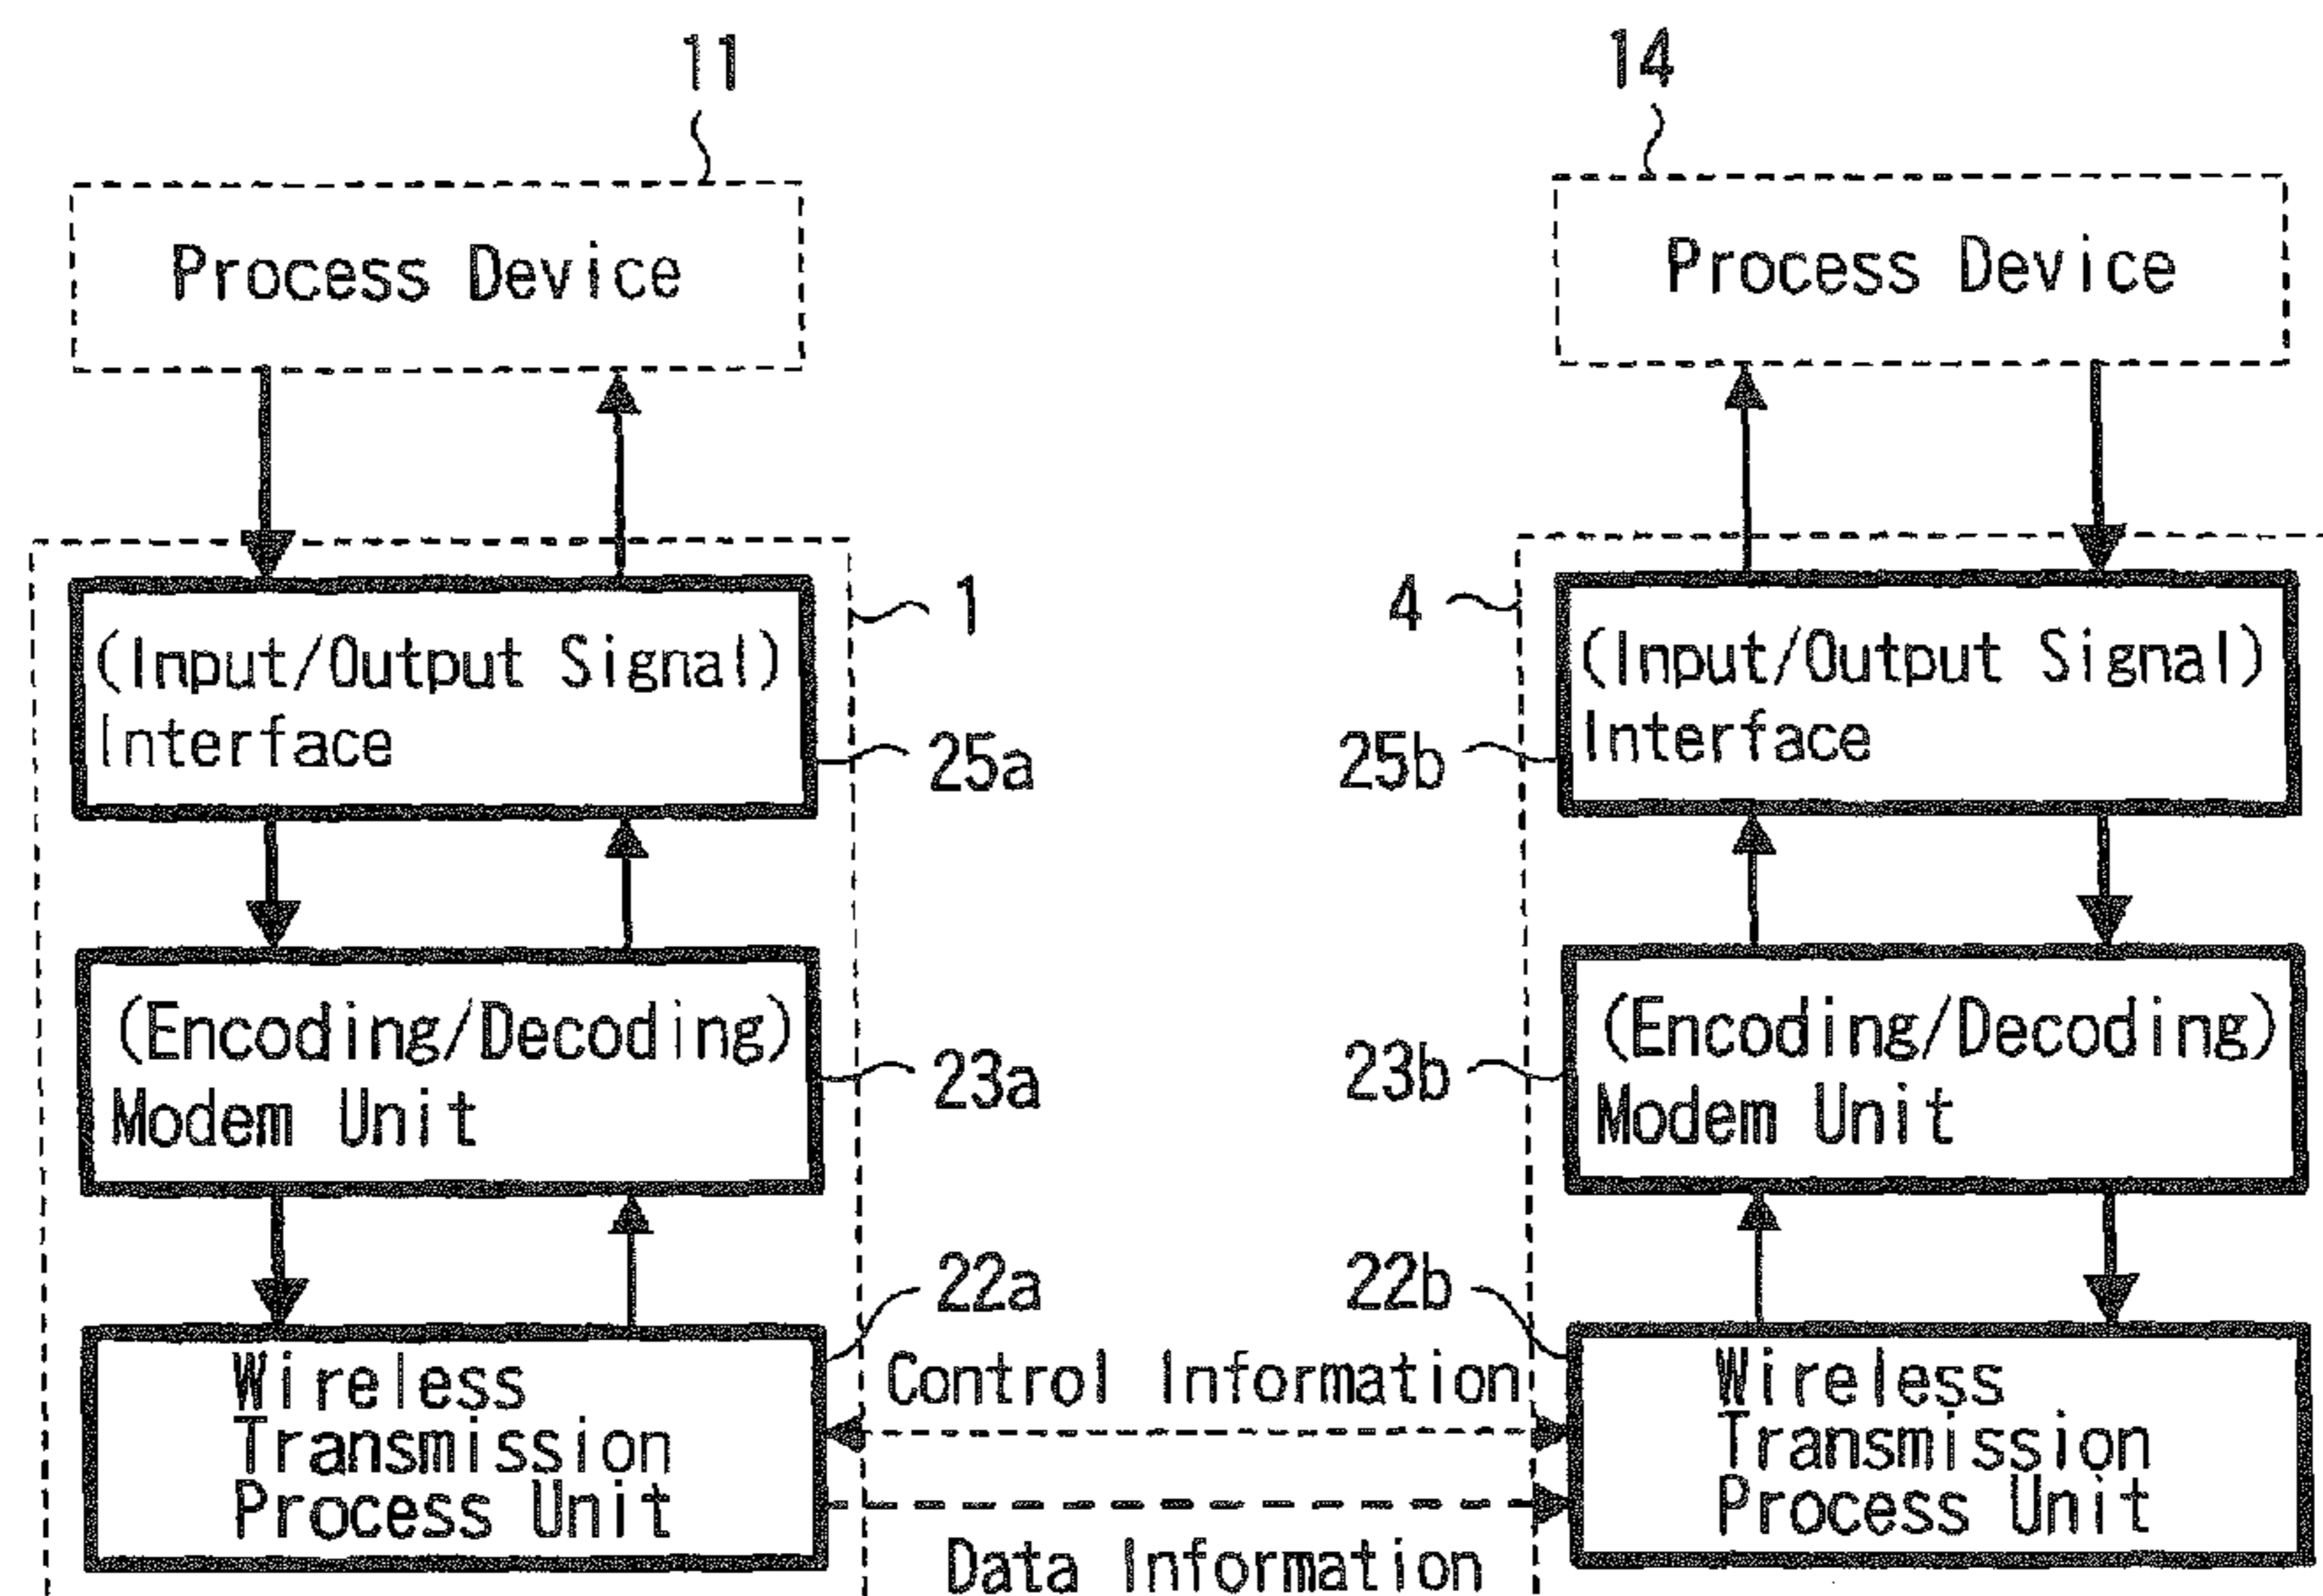 11
14
Process Device
Process Device
(Input/Output Signal)
Interface
1
25a
4
25b
(Input/Output Signal)
Interface
(Encoding/Decoding)
Modem Unit
23a
23b
(Encoding/Decoding)
Modem Unit
22a
22b
Wireless
Transmission
Process Unit
Control Information
Data Information
Wireless
Transmission
Process Unit